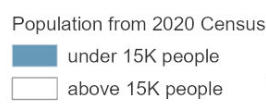 Population from 2020 Census
under 15K people
above 15K people